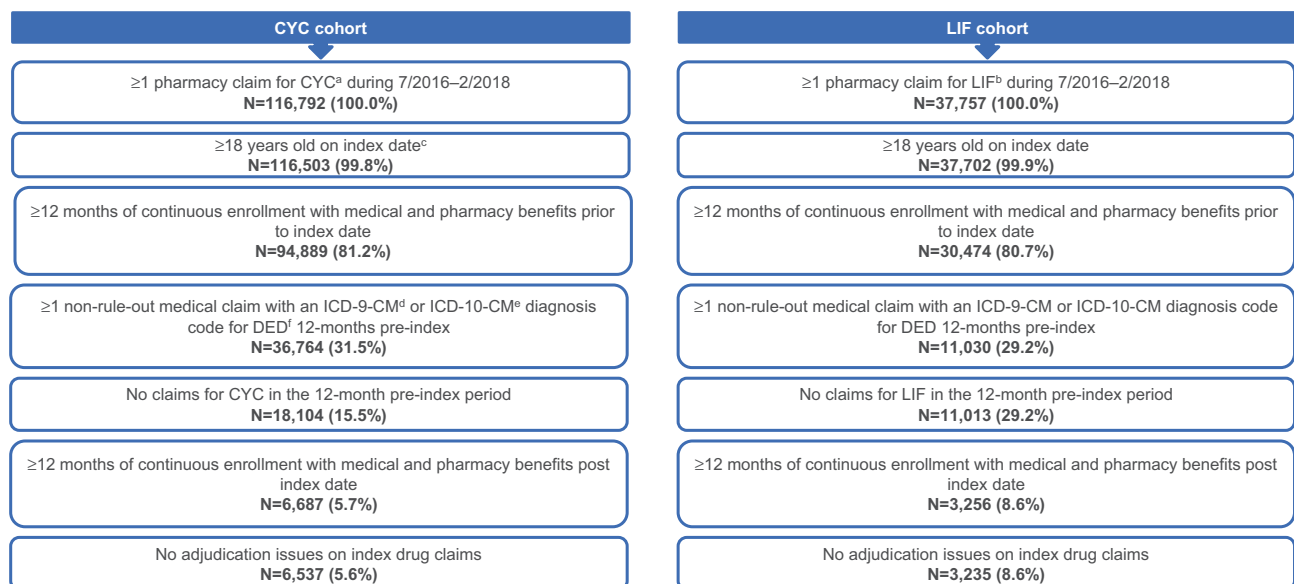 CYC cohort
≥1 pharmacy claim for CYCᵃ during 7/2016–2/2018
N=116,792 (100.0%)
≥18 years old on index dateᶜ
N=116,503 (99.8%)
≥12 months of continuous enrollment with medical and pharmacy benefits prior
to index date
N=94,889 (81.2%)
≥1 non-rule-out medical claim with an ICD-9-CMᵈ or ICD-10-CMᵉ diagnosis
code for DEDᶠ 12-months pre-index
N=36,764 (31.5%)
No claims for CYC in the 12-month pre-index period
N=18,104 (15.5%)
≥12 months of continuous enrollment with medical and pharmacy benefits post
index date
N=6,687 (5.7%)
No adjudication issues on index drug claims
N=6,537 (5.6%)
LIF cohort
≥1 pharmacy claim for LIFᵇ during 7/2016–2/2018
N=37,757 (100.0%)
≥18 years old on index date
N=37,702 (99.9%)
≥12 months of continuous enrollment with medical and pharmacy benefits prior
to index date
N=30,474 (80.7%)
≥1 non-rule-out medical claim with an ICD-9-CM or ICD-10-CM diagnosis code
for DED 12-months pre-index
N=11,030 (29.2%)
No claims for LIF in the 12-month pre-index period
N=11,013 (29.2%)
≥12 months of continuous enrollment with medical and pharmacy benefits post
index date
N=3,256 (8.6%)
No adjudication issues on index drug claims
N=3,235 (8.6%)